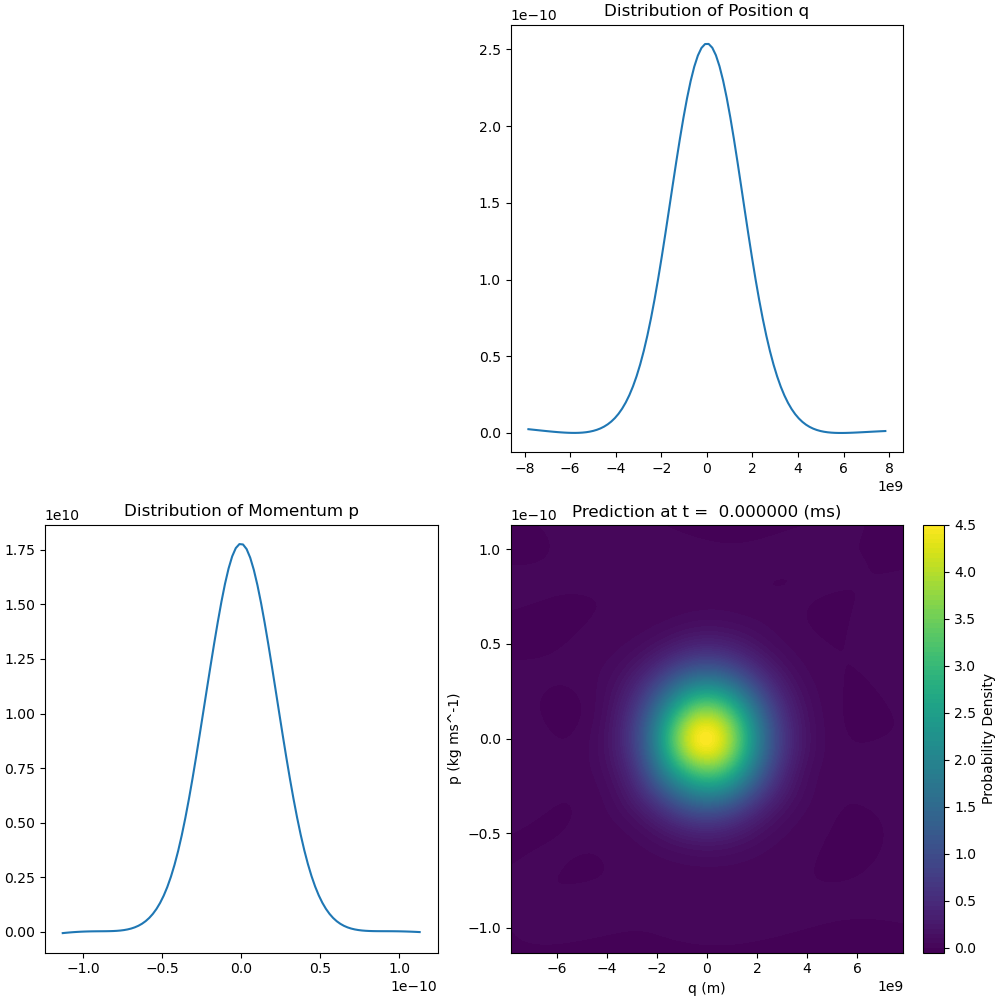 Distribution of Position q
1e−10
2.5
2.0
1.5
1.0
0.5
0.0
−8 −6 −4 −2 0 2 4 6 8
1e9
Distribution of Momentum p
1e10
1.75
1.50
1.25
1.00
0.75
0.50
0.25
0.00
−1.0 −0.5 0.0 0.5 1.0
1e−10
Prediction at t =  0.000000 (ms)
1e−10
1.0
0.5
0.0
−0.5
−1.0
p (kg ms^-1)
−6 −4 −2 0 2 4 6
1e9
q (m)
4.5
4.0
3.5
3.0
2.5
2.0
1.5
1.0
0.5
0.0
Probability Density